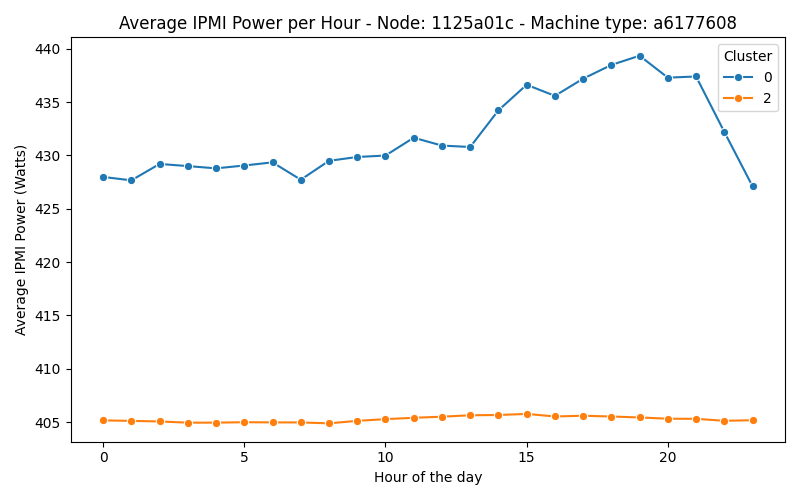 Average IPMI Power per Hour - Node: 1125a01c - Machine type: a6177608
Cluster
0
2
Average IPMI Power (Watts)
440
435
430
425
420
415
410
405
0 5 10 15 20
Hour of the day